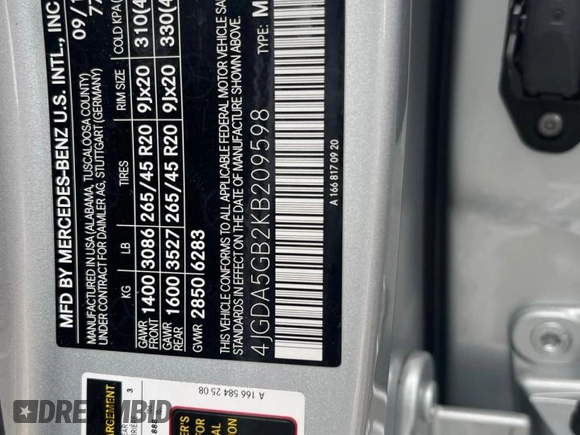 MFD BY MERCEDES-BENZ U.S. INTL., INC
09/
MANUFACTURED IN USA (ALABAMA, TUSCALOOSA COUNTY)
UNDER CONTRACT FOR DAIMLER AG, STUTTGART (GERMANY)
KG LB TIRES RIM SIZE COLD KPA(
GAWR FRONT 1400 3086 265/45 R20 9Jx20 310(4
GAWR REAR 1600 3527 265/45 R20 9Jx20 330(4
GVWR 2850 6283
THIS VEHICLE CONFORMS TO ALL APPLICABLE FEDERAL MOTOR VEHICLE SA
STANDARDS IN EFFECT ON THE DATE OF MANUFACTURE SHOWN ABOVE.
4JGDA5GB2KB209598 TYPE: M
A 166 817 09 20
A 166 584 25 08
DREAMBID